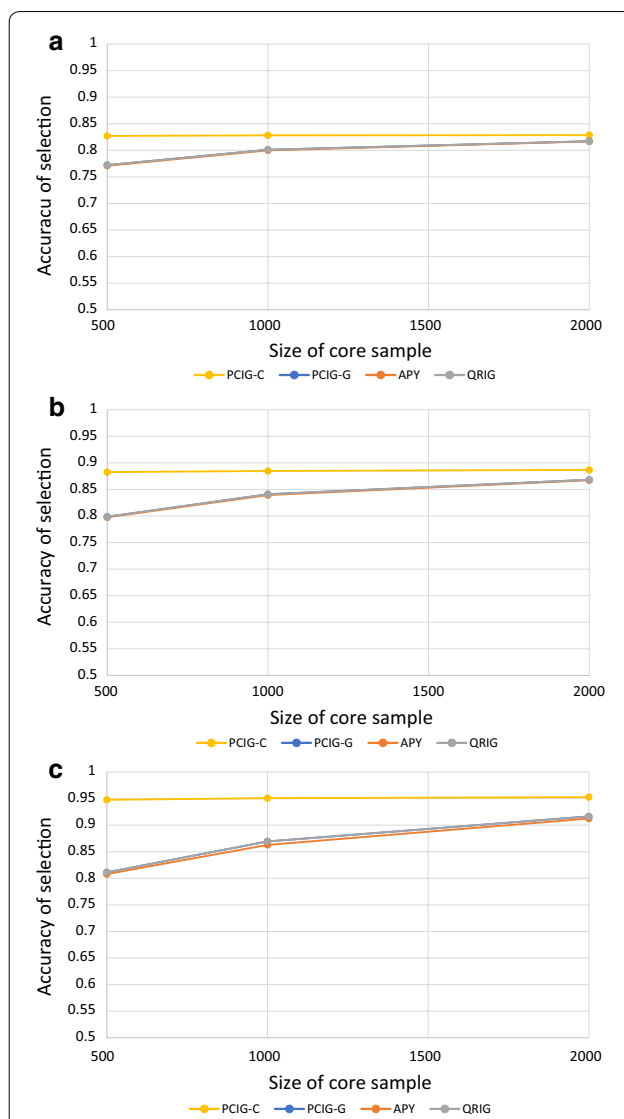 a
1
0.95
0.9
0.85
0.8
0.75
0.7
0.65
0.6
0.55
0.5
Accuracu of selection
500 1000 1500 2000
Size of core sample
PCIG-C PCIG-G APY QRIG
b
1
0.95
0.9
0.85
0.8
0.75
0.7
0.65
0.6
0.55
0.5
Accuracy of selection
500 1000 1500 2000
Size of core sample
PCIG-C PCIG-G APY QRIG
c
1
0.95
0.9
0.85
0.8
0.75
0.7
0.65
0.6
0.55
0.5
Accuracy of selection
500 1000 1500 2000
Size of core sample
PCIG-C PCIG-G APY QRIG